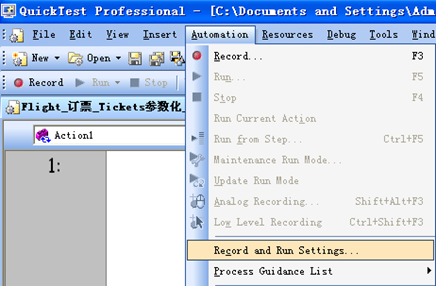 QuickTest Professional - [C:\Documents and Settings\Adm
File Edit View Insert Automation Resources Debug Tools Wind
New Open
Record Run Stop
Flight_订票_Tickets参数化
Action1
1:
Record... F3
Run... F5
Stop F4
Run Current Action
Run from Step... Ctrl+F5
Maintenance Run Mode...
Update Run Mode
Analog Recording... Shift+Alt+F3
Low Level Recording Ctrl+Shift+F3
Record and Run Settings...
Process Guidance List